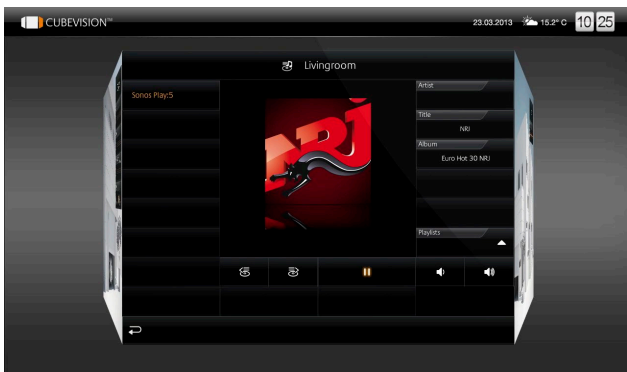 CUBEVISION™
23.03.2013 15.2° C 10 25
Livingroom
Sonos Play:5
Artist
Title
NRJ
Album
Euro Hot 30 NRJ
Playlists
NRJ